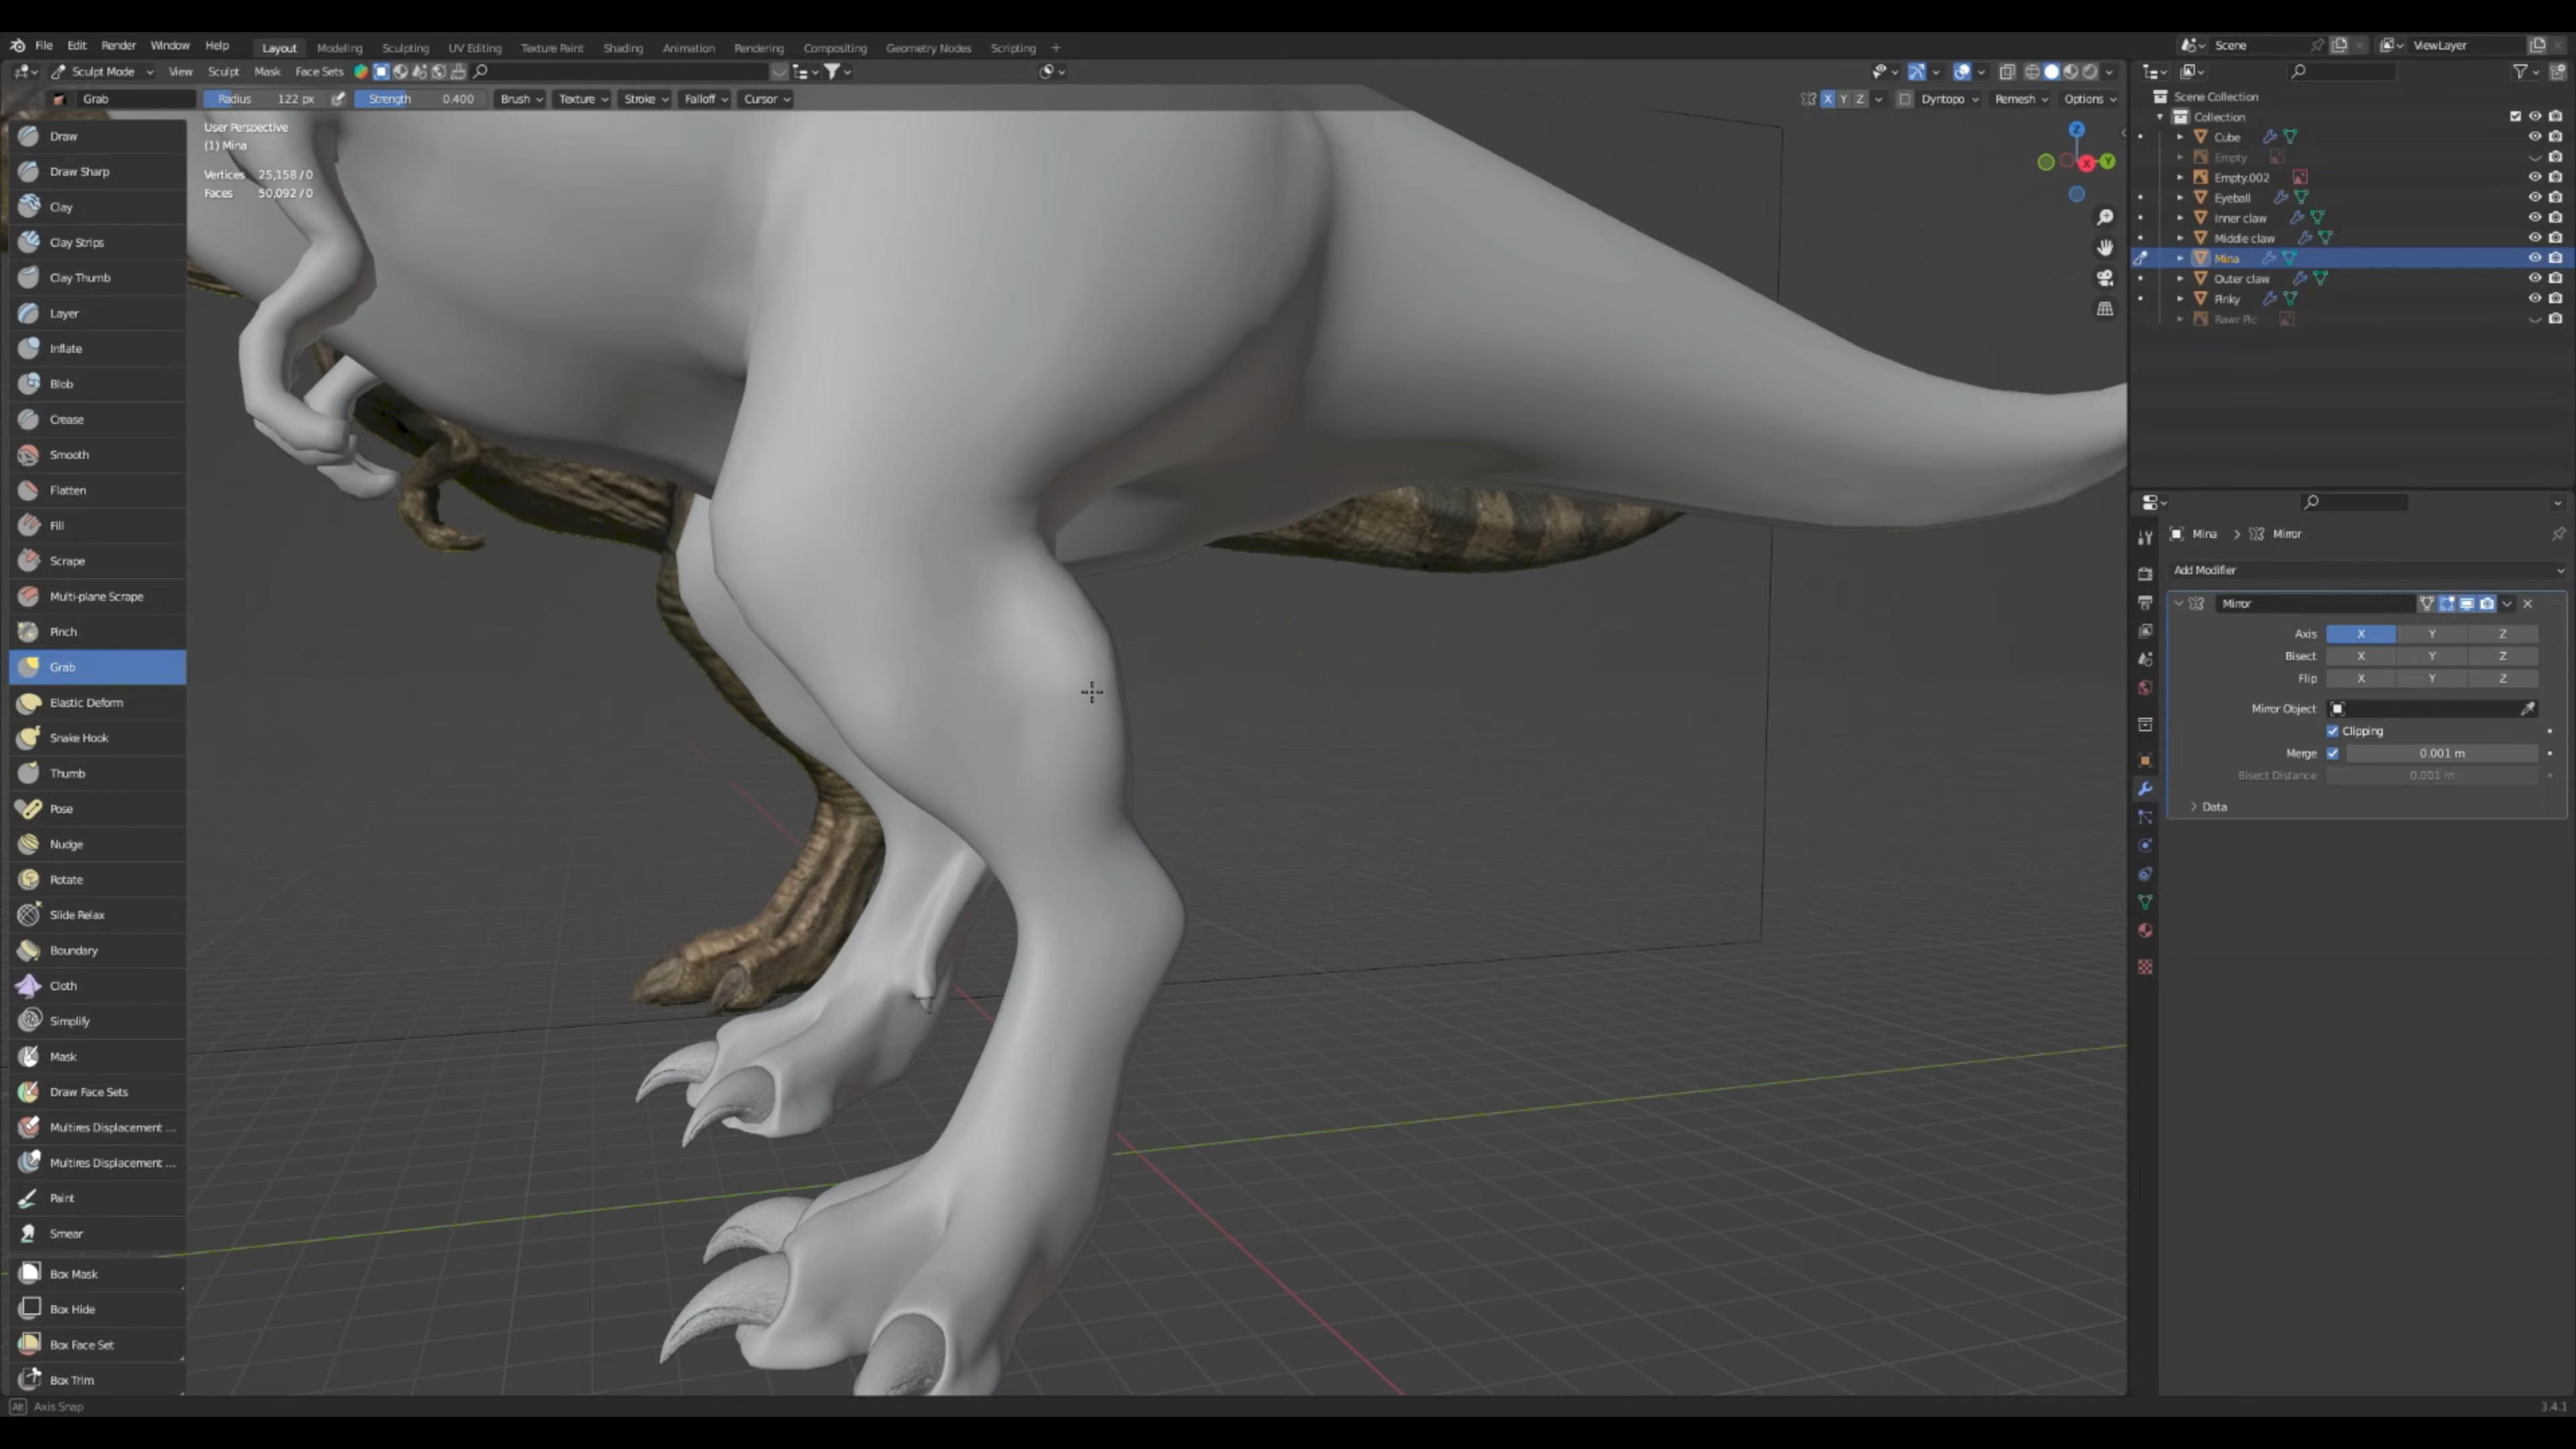 File Edit Render Window Help Layout Modeling Sculpting UV Editing Texture Paint Shading Animation Rendering Compositing Geometry Nodes Scripting + Scene ViewLayer
Sculpt Mode View Sculpt Mask Face Sets
Grab Radius 122 px Strength 0.400 Brush Texture Stroke Falloff Cursor X Y Z Dyntopo Remesh Options
User Perspective
(1) Mina
Vertices 25,158/0
Faces 50,092/0
Draw
Draw Sharp
Clay
Clay Strips
Clay Thumb
Layer
Inflate
Blob
Crease
Smooth
Flatten
Fill
Scrape
Multi-plane Scrape
Pinch
Grab
Elastic Deform
Snake Hook
Thumb
Pose
Nudge
Rotate
Slide Relax
Boundary
Cloth
Simplify
Mask
Draw Face Sets
Multires Displacement ...
Multires Displacement ...
Paint
Smear
Box Mask
Box Hide
Box Face Set
Box Trim
Z
Y
X
Scene Collection
Collection
Cube
Empty
Empty.002
Eyeball
Inner claw
Middle claw
Mina
Outer claw
Pinky
Rawr Pic
Mina > Mirror
Add Modifier
Mirror
Axis X Y Z
Bisect X Y Z
Flip X Y Z
Mirror Object
Clipping
Merge 0.001 m
Bisect Distance 0.001 m
Data
Alt Axis Snap
3.4.1